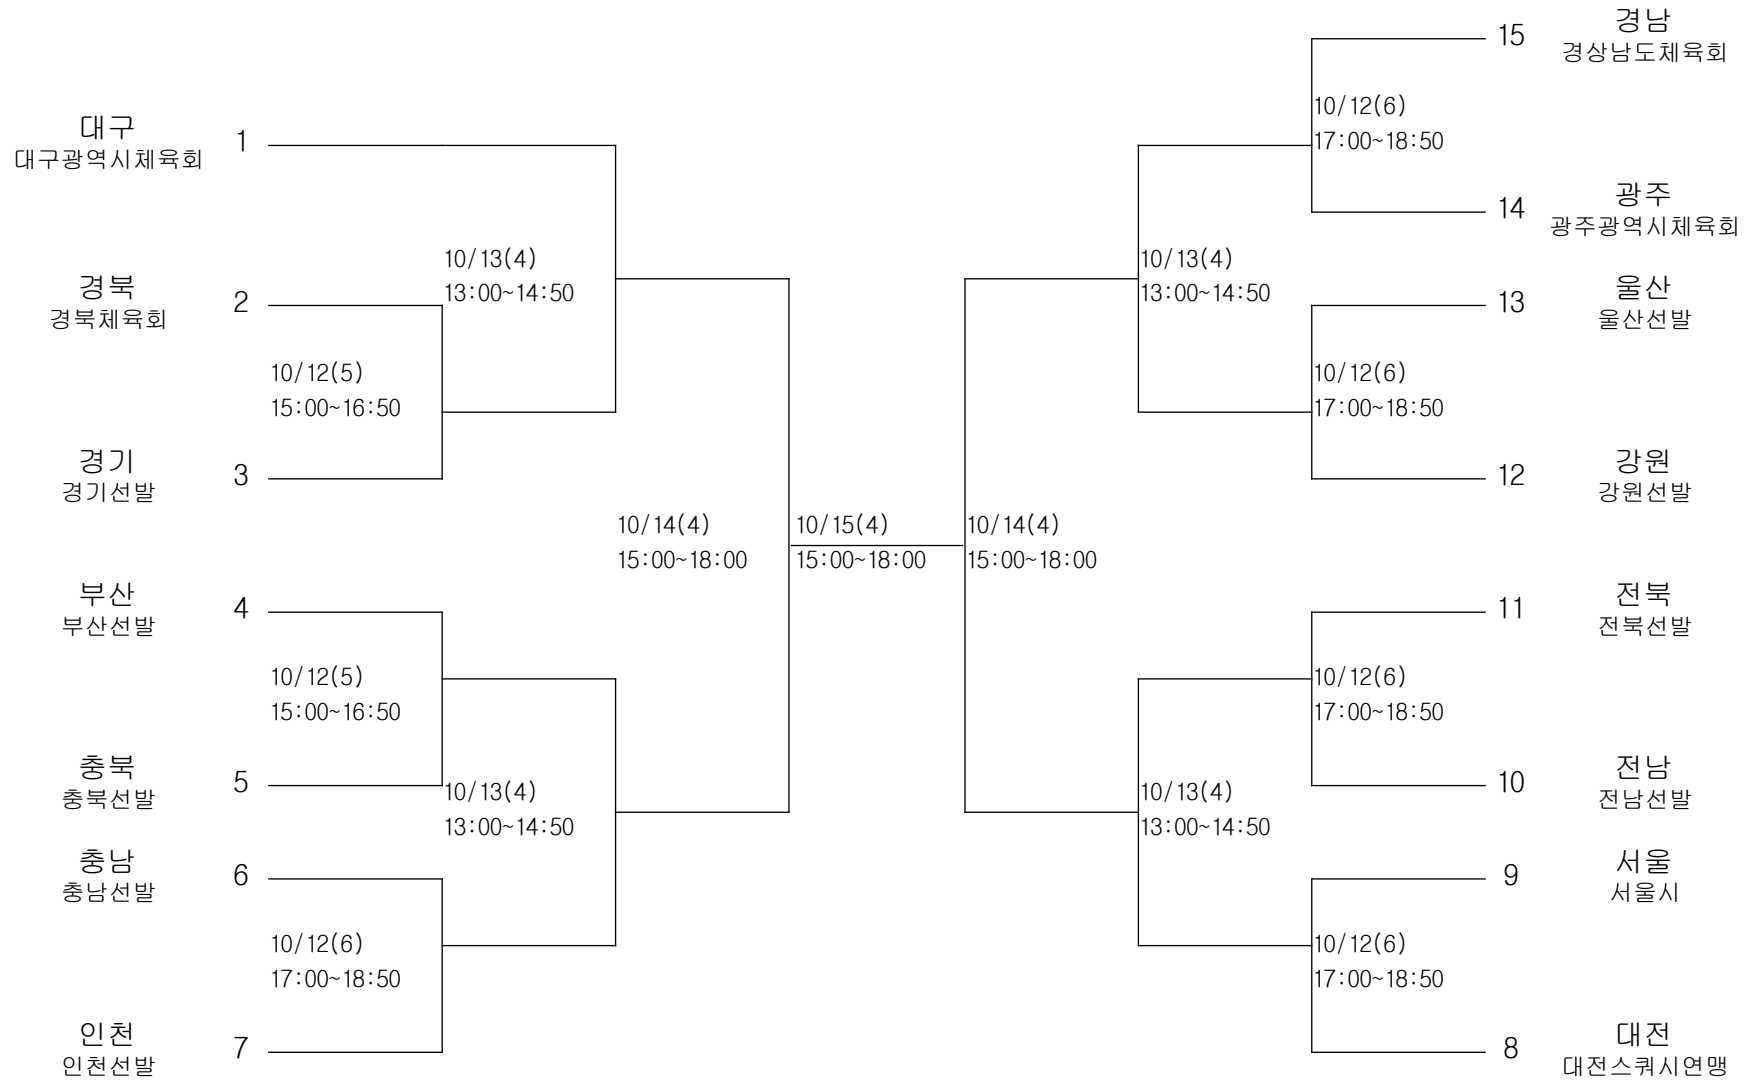 대구
대구광역시체육회
1
10/13(4)
13:00~14:50
경북
경북체육회
2
10/12(5)
15:00~16:50
경기
경기선발
3
10/14(4)
15:00~18:00
부산
부산선발
4
10/12(5)
15:00~16:50
충북
충북선발
5
10/13(4)
13:00~14:50
충남
충남선발
6
10/12(6)
17:00~18:50
인천
인천선발
7
10/15(4)
15:00~18:00
15
경남
경상남도체육회
10/12(6)
17:00~18:50
14
광주
광주광역시체육회
10/13(4)
13:00~14:50
13
울산
울산선발
10/12(6)
17:00~18:50
12
강원
강원선발
10/14(4)
15:00~18:00
11
전북
전북선발
10/12(6)
17:00~18:50
10
전남
전남선발
10/13(4)
13:00~14:50
9
서울
서울시
10/12(6)
17:00~18:50
8
대전
대전스쿼시연맹